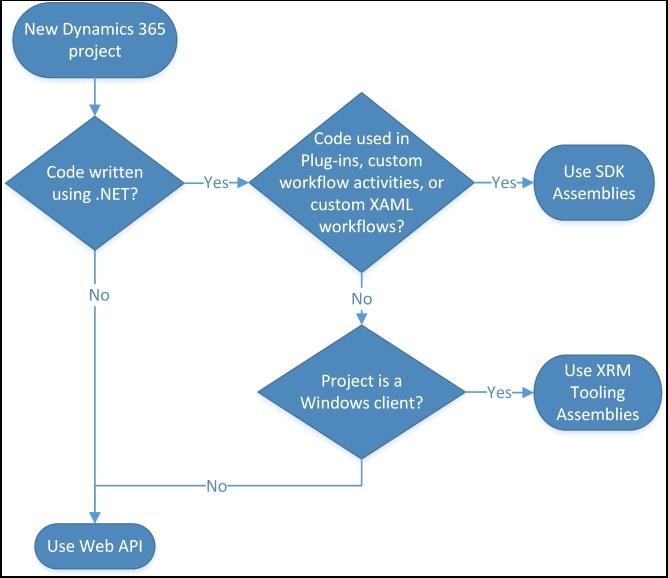 New Dynamics 365
project
Code written
using .NET?
Yes
Code used in
Plug-ins, custom
workflow activities, or
custom XAML
workflows?
Yes
Use SDK
Assemblies
No
No
Project is a
Windows client?
Yes
Use XRM
Tooling
Assemblies
No
Use Web API